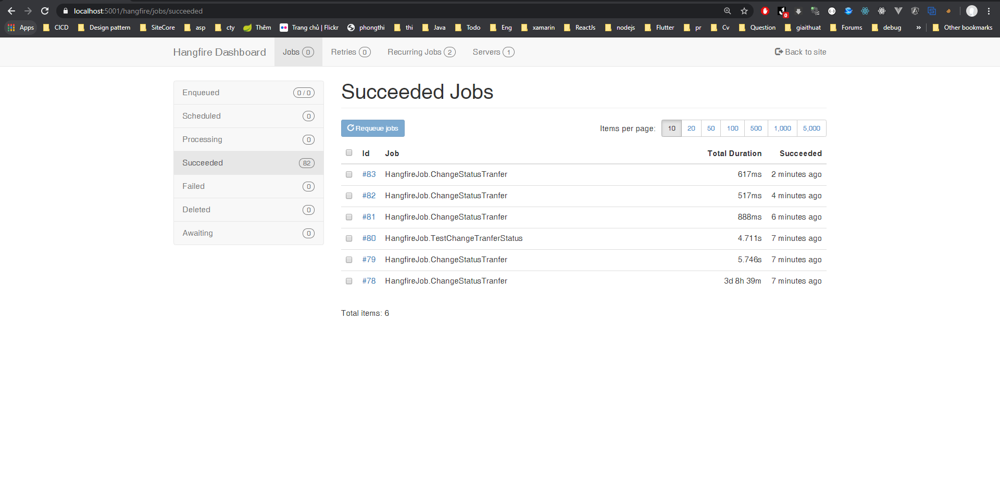 localhost:5001/hangfire/jobs/succeeded
0
Apps CICD Design pattern SiteCore asp cty Thêm Trang chủ | Flickr phongthi thi Java Todo Eng xamarin ReactJs nodejs Flutter pr Cv Question giaithuat Forums debug » Other bookmarks
Hangfire Dashboard Jobs 0 Retries 0 Recurring Jobs 2 Servers 1 Back to site
Enqueued 0 / 0
Scheduled 0
Processing 0
Succeeded 82
Failed 0
Deleted 0
Awaiting 0
Succeeded Jobs
Requeue jobs Items per page: 10 20 50 100 500 1,000 5,000
Id Job Total Duration Succeeded
#83 HangfireJob.ChangeStatusTranfer 617ms 2 minutes ago
#82 HangfireJob.ChangeStatusTranfer 517ms 4 minutes ago
#81 HangfireJob.ChangeStatusTranfer 888ms 6 minutes ago
#80 HangfireJob.TestChangeTranferStatus 4.711s 7 minutes ago
#79 HangfireJob.ChangeStatusTranfer 5.746s 7 minutes ago
#78 HangfireJob.ChangeStatusTranfer 3d 8h 39m 7 minutes ago
Total items: 6